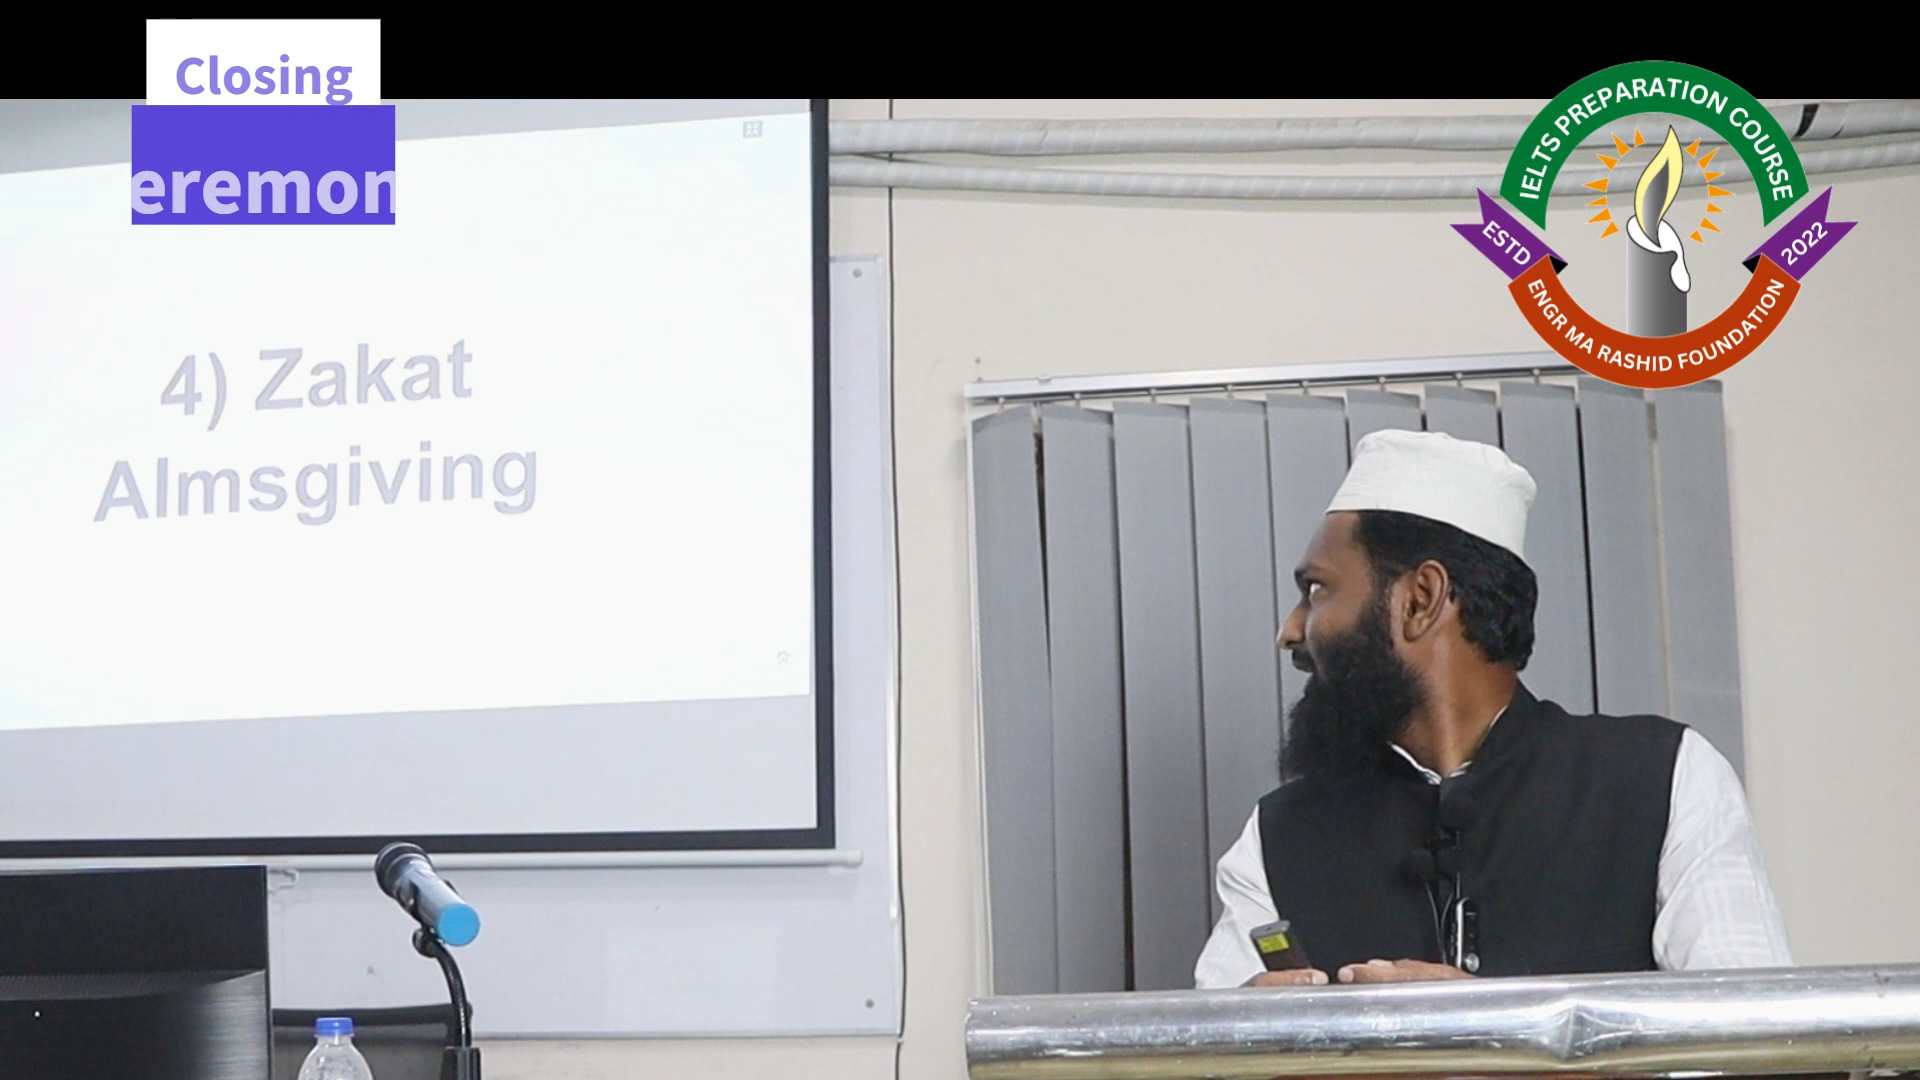 Closing
eremon
4) Zakat
Almsgiving
IELTS PREPARATION COURSE
ESTD
2022
ENGR MA RASHID FOUNDATION